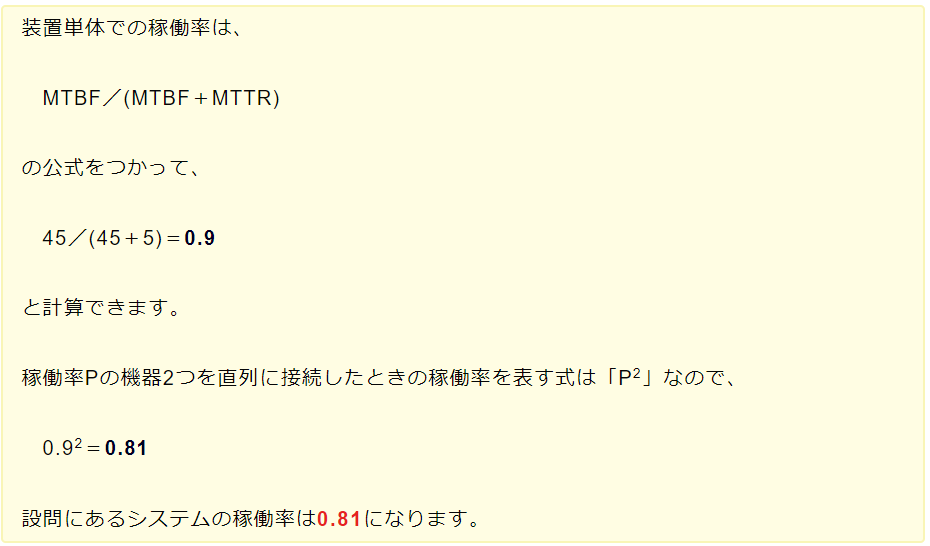 装置単体での稼働率は、
MTBF／(MTBF＋MTTR)
の公式をつかって、
45／(45＋5)＝0.9
と計算できます。
稼働率Pの機器2つを直列に接続したときの稼働率を表す式は「P²」なので、
0.9²＝0.81
設問にあるシステムの稼働率は0.81になります。